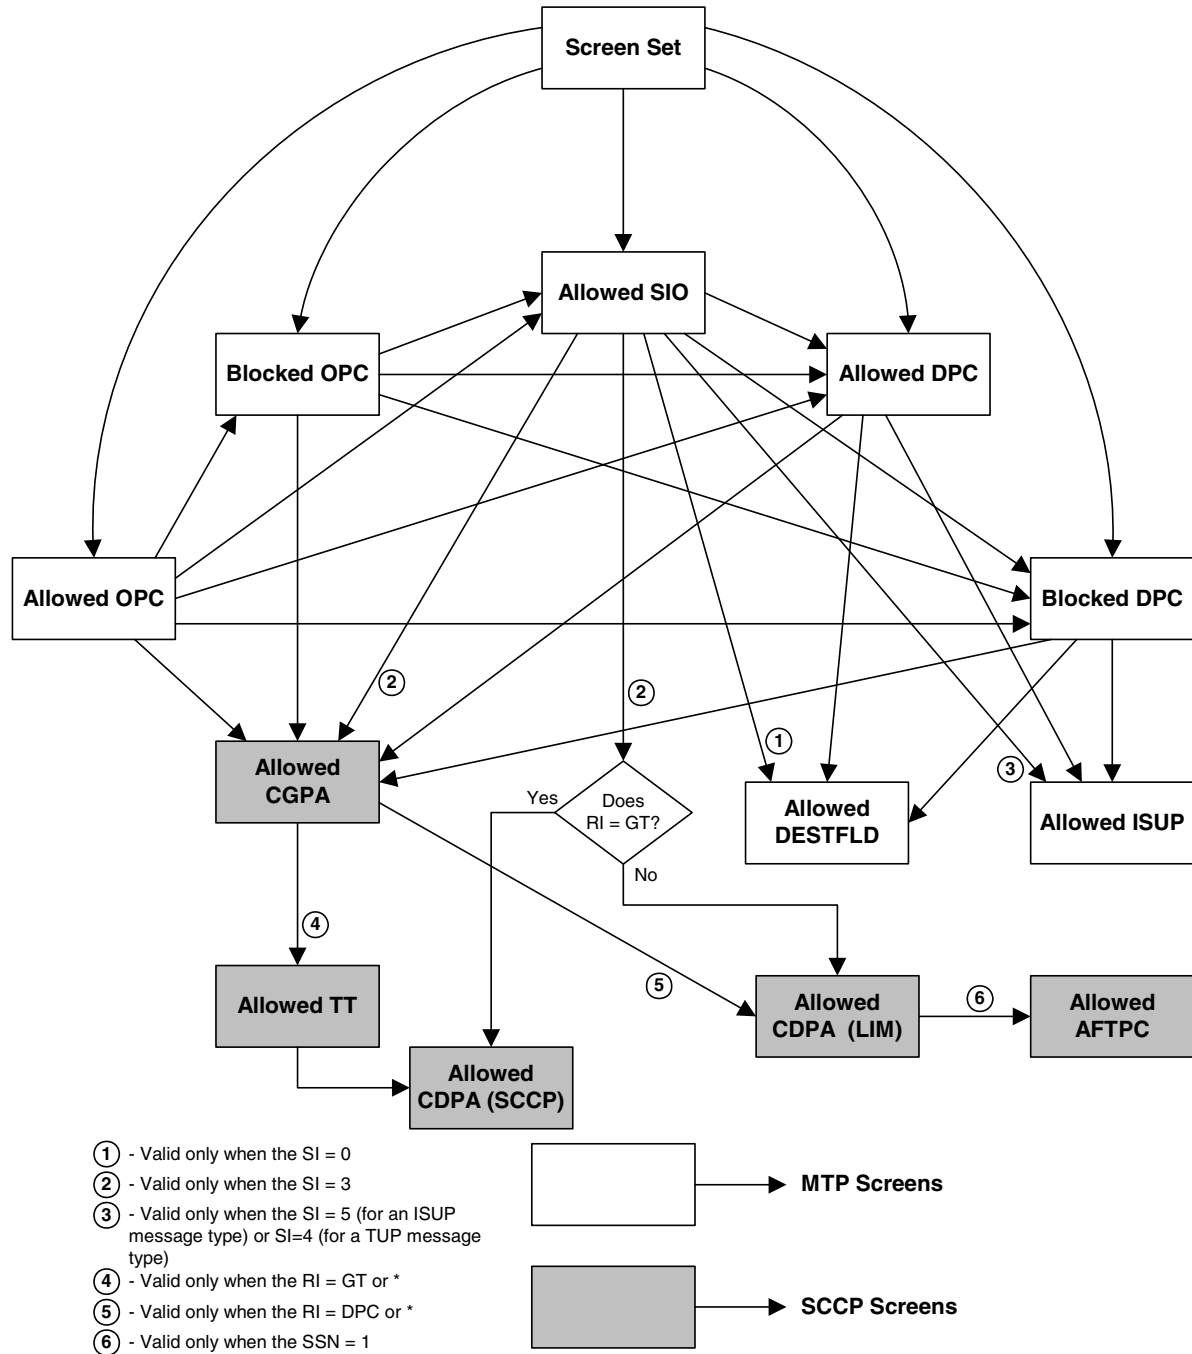 Screen Set
Allowed SIO
Blocked OPC
Allowed DPC
Allowed OPC
Blocked DPC
2
2
1
3
Allowed
CGPA
Yes
Does
RI = GT?
No
Allowed
DESTFLD
Allowed ISUP
4
5
6
Allowed TT
Allowed
CDPA (LIM)
Allowed
AFTPC
Allowed
CDPA (SCCP)
1 - Valid only when the SI = 0
2 - Valid only when the SI = 3
3 - Valid only when the SI = 5 (for an ISUP
message type) or SI=4 (for a TUP message
type)
4 - Valid only when the RI = GT or *
5 - Valid only when the RI = DPC or *
6 - Valid only when the SSN = 1
MTP Screens
SCCP Screens